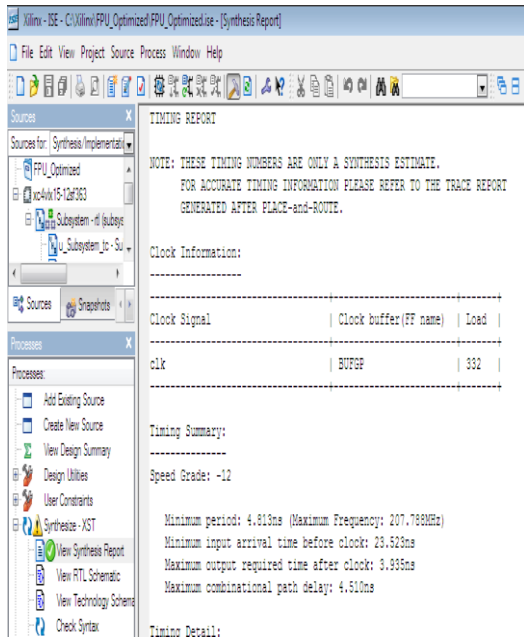 Xilinx - ISE - C:\Xilinx\FPU_Optimized\FPU_Optimized.ise - [Synthesis Report]
File Edit View Project Source Process Window Help
Sources
Sources for: Synthesis/Implementati
FPU_Optimized
xc4vlx15-12sf363
Subsystem - rtl (subsys
u_Subsystem_tc - Su
Sources Snapshots
Processes
Processes:
Add Existing Source
Create New Source
View Design Summary
Design Utilities
User Constraints
Synthesize - XST
View Synthesis Report
View RTL Schematic
View Technology Schema
Check Syntax
TIMING REPORT
NOTE: THESE TIMING NUMBERS ARE ONLY A SYNTHESIS ESTIMATE.
FOR ACCURATE TIMING INFORMATION PLEASE REFER TO THE TRACE REPORT
GENERATED AFTER PLACE-and-ROUTE.
Clock Information:
------------------
-----------------------------------+------------------------+-------+
Clock Signal | Clock buffer(FF name) | Load |
-----------------------------------+------------------------+-------+
clk | BUFGP | 332 |
-----------------------------------+------------------------+-------+
Timing Summary:
---------------
Speed Grade: -12
Minimum period: 4.813ns (Maximum Frequency: 207.788MHz)
Minimum input arrival time before clock: 23.523ns
Maximum output required time after clock: 3.935ns
Maximum combinational path delay: 4.510ns
Timing Detail: